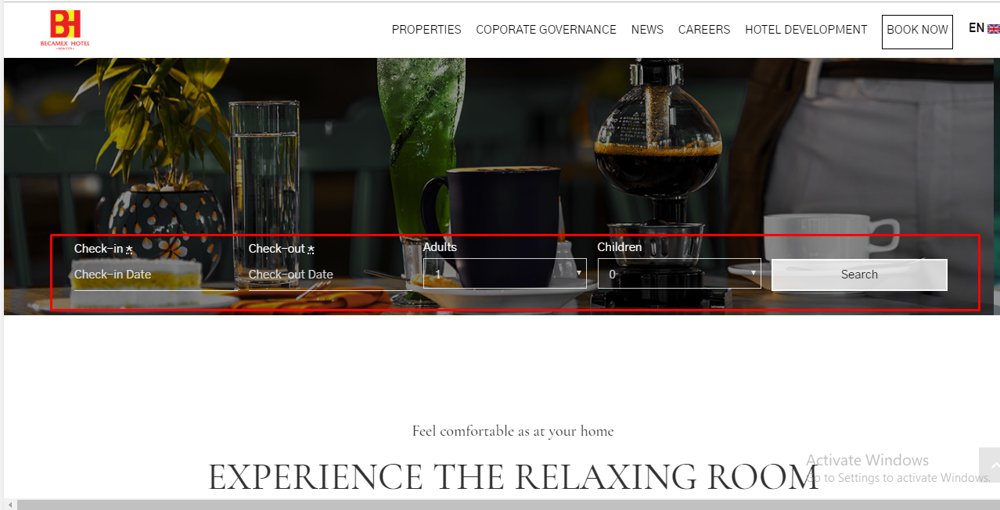 BH
BECAMEX HOTEL
• NEW CITY •
PROPERTIES COPORATE GOVERNANCE NEWS CAREERS HOTEL DEVELOPMENT BOOK NOW EN
Check-in * Check-out * Adults Children
Check-in Date Check-out Date 1 0 Search
Feel comfortable as at your home
EXPERIENCE THE RELAXING ROOM
Activate Windows
Go to Settings to activate Windows.